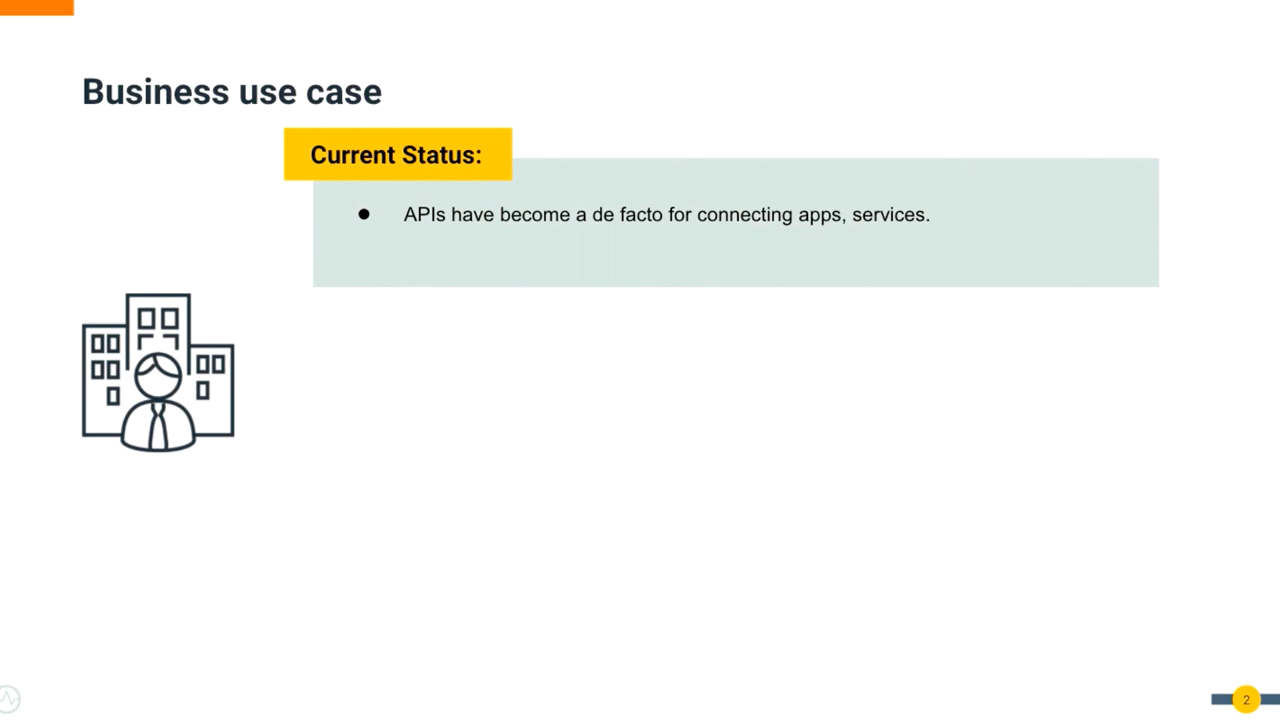 Business use case
Current Status:
● APIs have become a de facto for connecting apps, services.
2